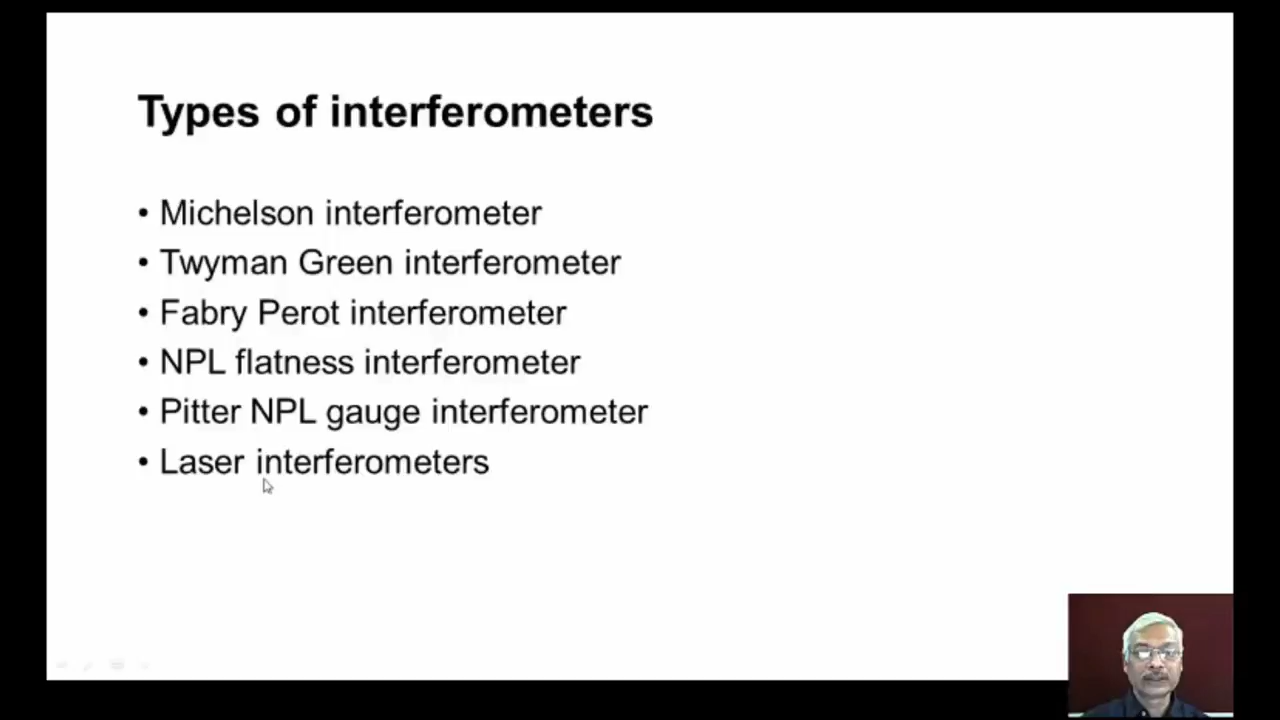 Types of interferometers
• Michelson interferometer
• Twyman Green interferometer
• Fabry Perot interferometer
• NPL flatness interferometer
• Pitter NPL gauge interferometer
• Laser interferometers